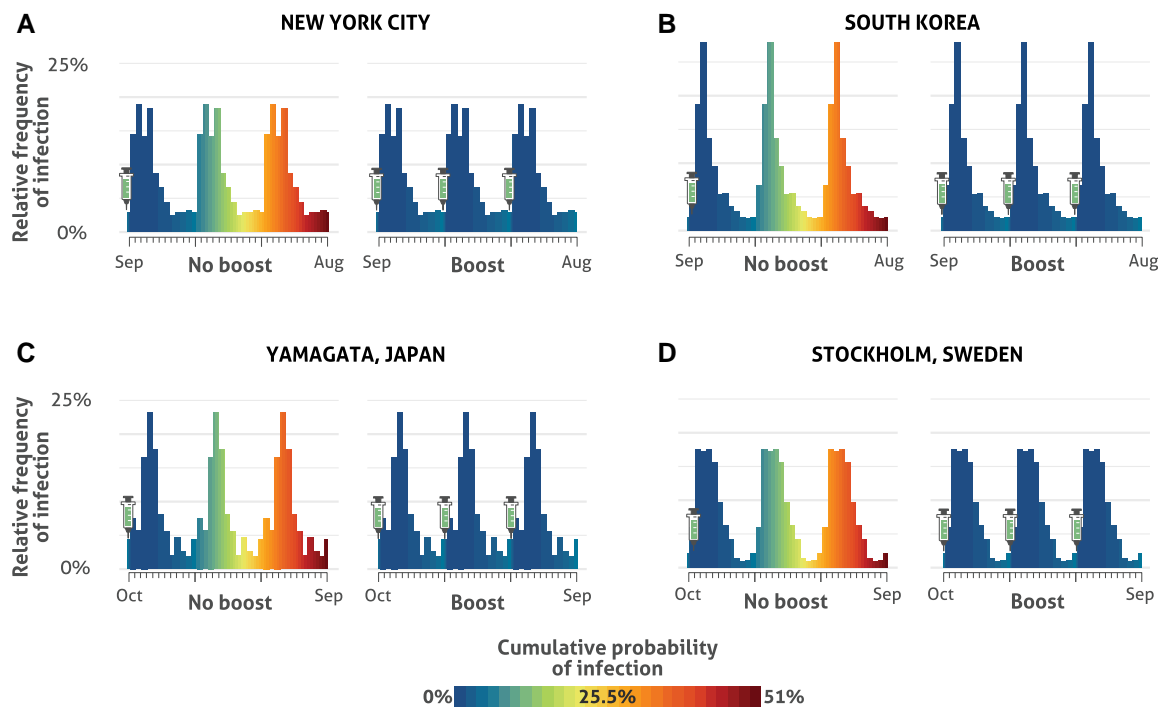 A
NEW YORK CITY
Relative frequency
of infection
25%
0%
Sep
No boost
Aug
Sep
Boost
Aug
B
SOUTH KOREA
Sep
No boost
Aug
Sep
Boost
Aug
C
YAMAGATA, JAPAN
Relative frequency
of infection
25%
0%
Oct
No boost
Sep
Oct
Boost
Sep
D
STOCKHOLM, SWEDEN
Oct
No boost
Sep
Oct
Boost
Sep
Cumulative probability
of infection
0%
25.5%
51%